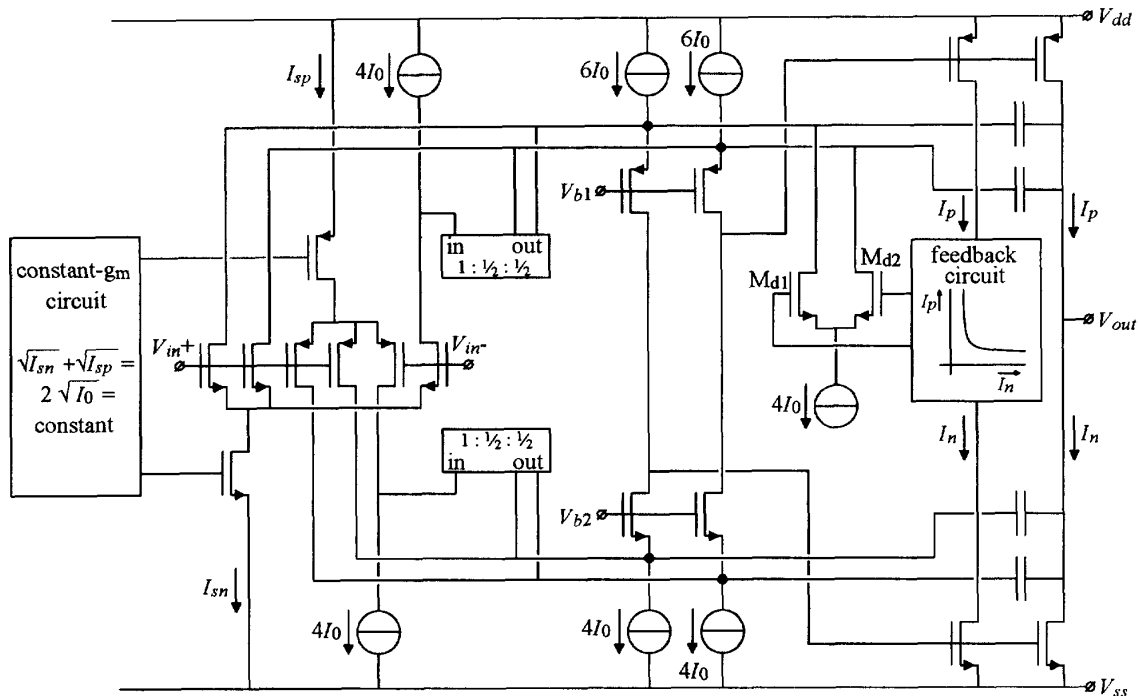 V_dd
6I_0
6I_0
I_sp
4I_0
V_b1
in out
1 : ½ : ½
constant-g_m
circuit
√I_sn + √I_sp =
2 √I_0 =
constant
V_in+
V_in-
M_d1
M_d2
I_p
I_p
feedback
circuit
I_p
I_n
V_out
4I_0
1 : ½ : ½
in out
I_n
I_n
V_b2
I_sn
4I_0
4I_0
4I_0
V_ss